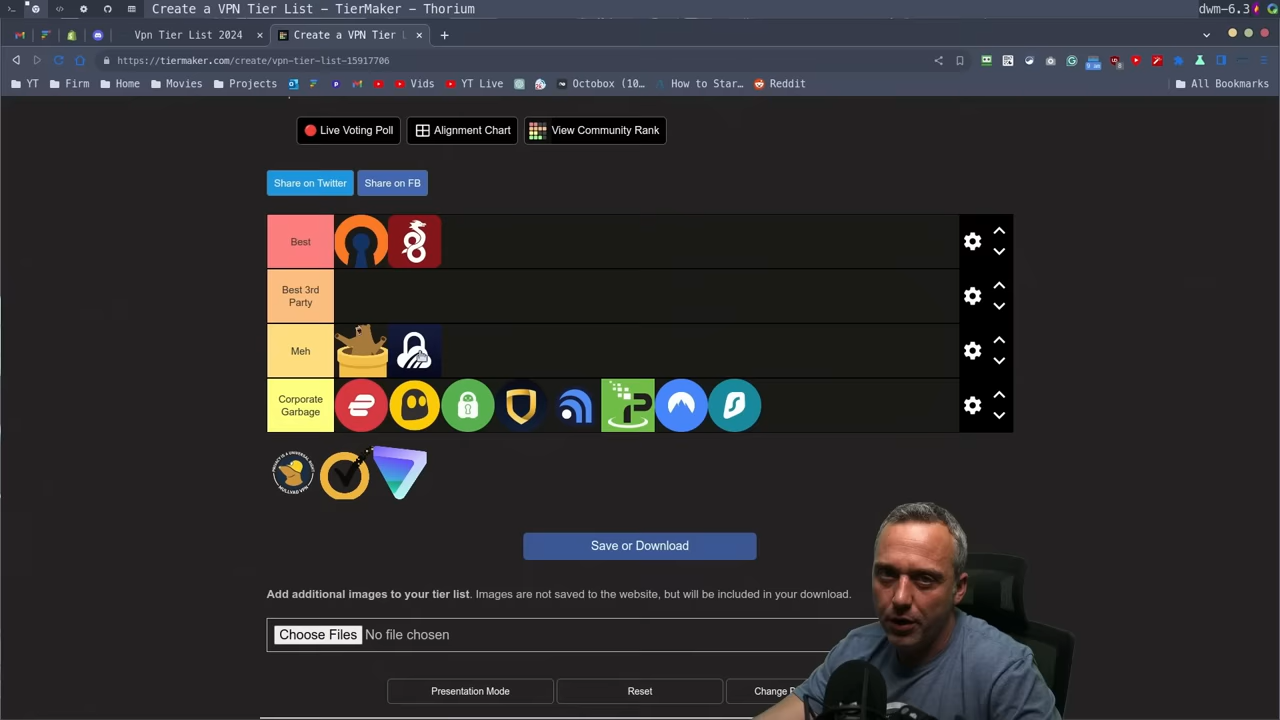 Create a VPN Tier List - TierMaker - Thorium
dwm-6.3
Vpn Tier List 2024
Create a VPN Tier L
https://tiermaker.com/create/vpn-tier-list-15917706
YT
Firm
Home
Movies
Projects
Vids
YT Live
Octobox (10...
How to Star...
Reddit
All Bookmarks
Live Voting Poll
Alignment Chart
View Community Rank
Share on Twitter
Share on FB
Best
Best 3rd
Party
Meh
Corporate
Garbage
MULLVAD VPN
Save or Download
Add additional images to your tier list. Images are not saved to the website, but will be included in your download.
Choose Files No file chosen
Presentation Mode
Reset
Change